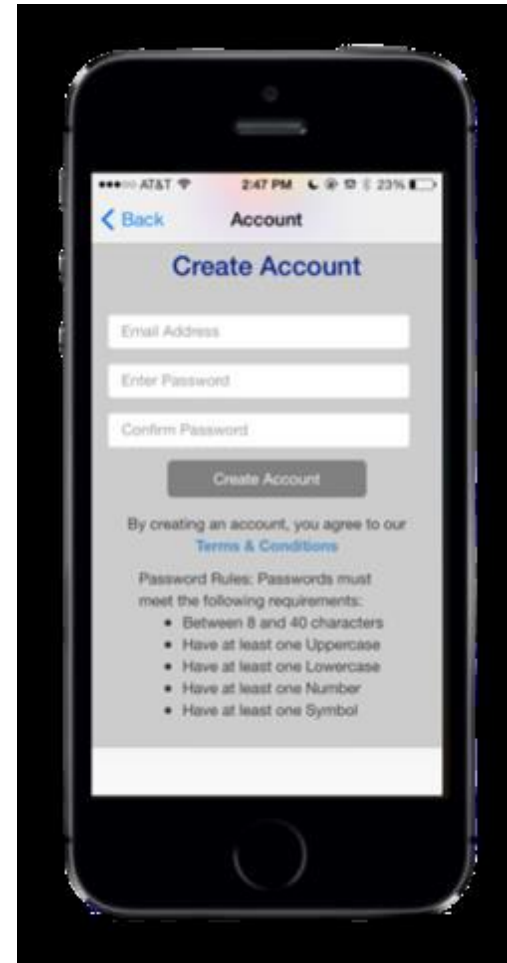 AT&T 2:47 PM 23%
Back Account
Create Account
Email Address
Enter Password
Confirm Password
Create Account
By creating an account, you agree to our
Terms & Conditions
Password Rules: Passwords must
meet the following requirements:
• Between 8 and 40 characters
• Have at least one Uppercase
• Have at least one Lowercase
• Have at least one Number
• Have at least one Symbol